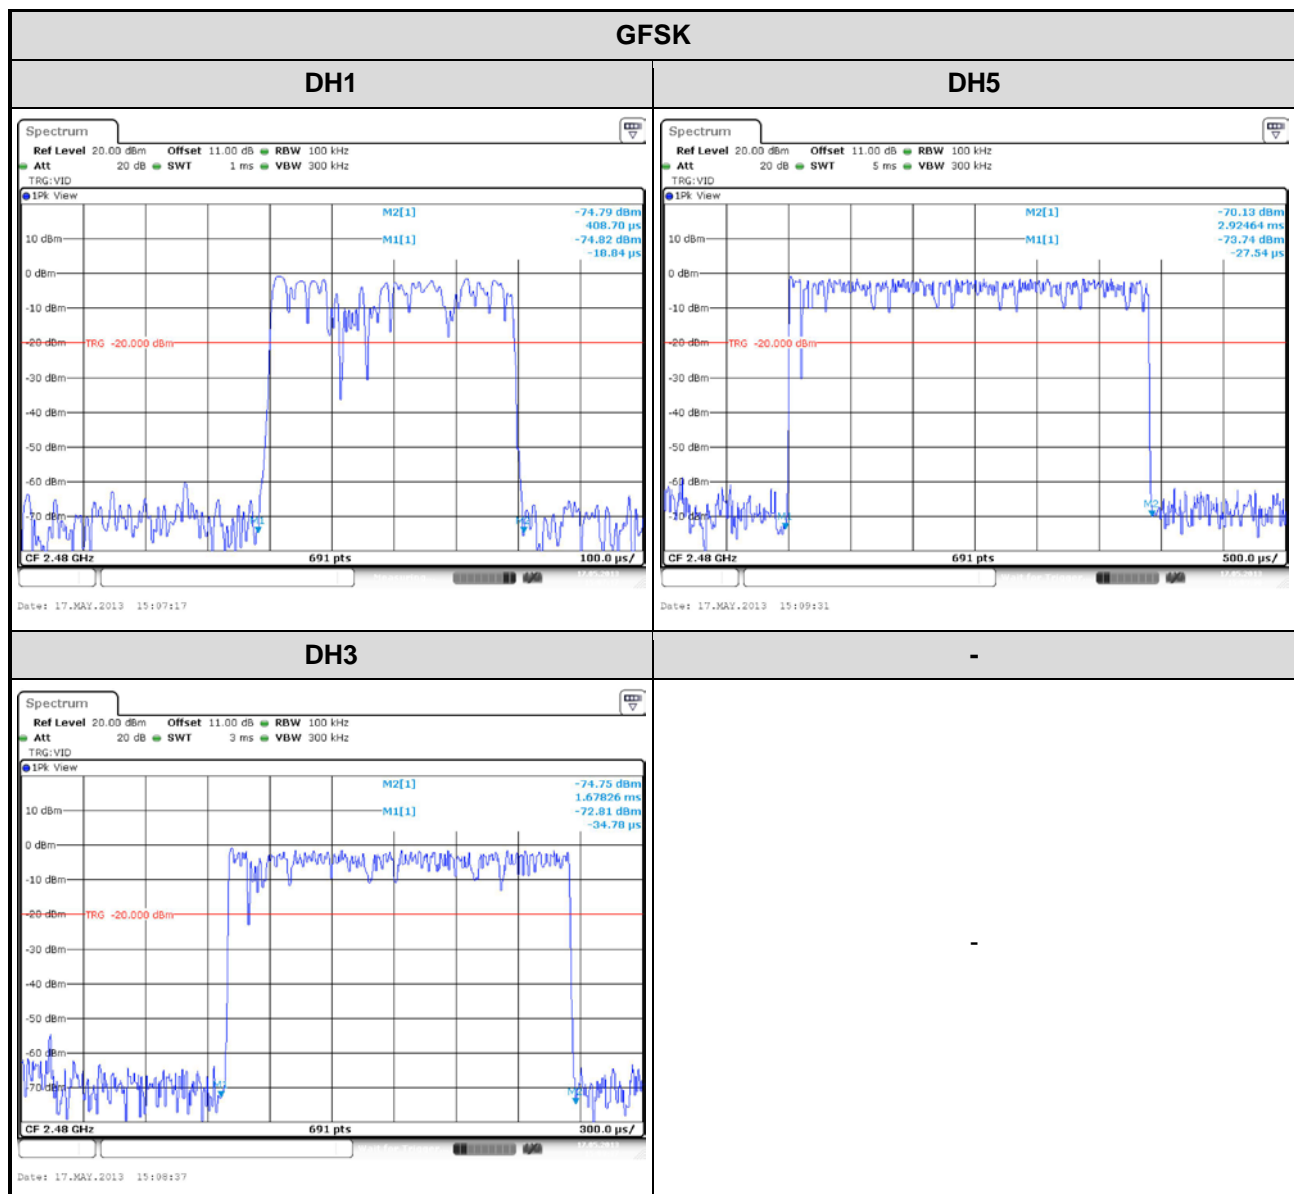 GFSK
DH1
DH5
Spectrum
Ref Level 20.00 dBm Offset 11.00 dB RBW 100 kHz
Att 20 dB SWT 1 ms VBW 300 kHz
TRG:VID
1Pk View
M2[1] -74.79 dBm
408.70 µs
10 dBm M1[1] -74.82 dBm
-18.84 µs
0 dBm
-10 dBm
-20 dBm TRG -20.000 dBm
-30 dBm
-40 dBm
-50 dBm
-60 dBm
-70 dBm
M1 M2
CF 2.48 GHz 691 pts 100.0 µs/
Date: 17.MAY.2013 15:07:17
Spectrum
Ref Level 20.00 dBm Offset 11.00 dB RBW 100 kHz
Att 20 dB SWT 5 ms VBW 300 kHz
TRG:VID
1Pk View
M2[1] -70.13 dBm
2.92464 ms
10 dBm M1[1] -73.74 dBm
-27.54 µs
0 dBm
-10 dBm
-20 dBm TRG -20.000 dBm
-30 dBm
-40 dBm
-50 dBm
-60 dBm
-70 dBm
M1 M2
CF 2.48 GHz 691 pts 500.0 µs/
Date: 17.MAY.2013 15:09:31
DH3
-
Spectrum
Ref Level 20.00 dBm Offset 11.00 dB RBW 100 kHz
Att 20 dB SWT 3 ms VBW 300 kHz
TRG:VID
1Pk View
M2[1] -74.75 dBm
1.67826 ms
10 dBm M1[1] -72.81 dBm
-34.78 µs
0 dBm
-10 dBm
-20 dBm TRG -20.000 dBm
-30 dBm
-40 dBm
-50 dBm
-60 dBm
-70 dBm
M1 M2
CF 2.48 GHz 691 pts 300.0 µs/
Date: 17.MAY.2013 15:08:37
-